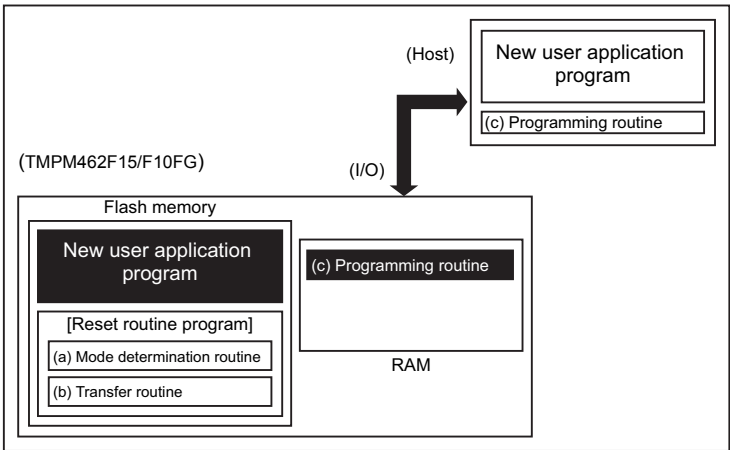 (Host)
New user application
program
(c) Programming routine
(TMPM462F15/F10FG)
(I/O)
Flash memory
New user application
program
[Reset routine program]
(a) Mode determination routine
(b) Transfer routine
(c) Programming routine
RAM